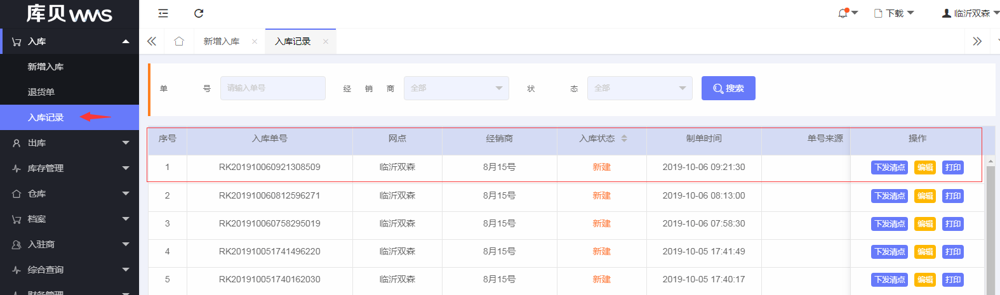 库贝WMS
下载
临沂双森
入库
新增入库
入库记录
新增入库
退货单
入库记录
出库
库存管理
仓库
档案
入驻商
综合查询
财务管理
单号 请输入单号 经销商 全部 状态 全部 搜索
序号 入库单号 网点 经销商 入库状态 制单时间 单号来源 操作
1 RK201910060921308509 临沂双森 8月15号 新建 2019-10-06 09:21:30 下发清点 编辑 打印
2 RK201910060812596271 临沂双森 8月15号 新建 2019-10-06 08:13:00 下发清点 编辑 打印
3 RK201910060758295019 临沂双森 8月15号 新建 2019-10-06 07:58:30 下发清点 编辑 打印
4 RK201910051741496220 临沂双森 8月15号 新建 2019-10-05 17:41:49 下发清点 编辑 打印
5 RK201910051740162030 临沂双森 8月15号 新建 2019-10-05 17:40:17 下发清点 编辑 打印